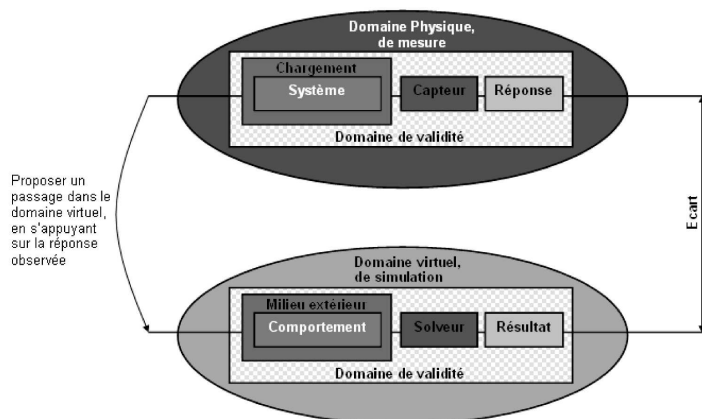 Domaine Physique,
de mesure
Chargement
Système
Capteur
Réponse
Domaine de validité
Proposer un
passage dans le
domaine virtuel,
en s'appuyant
sur la réponse
observée
Ecart
Domaine virtuel,
de simulation
Milieu extérieur
Comportement
Solveur
Résultat
Domaine de validité